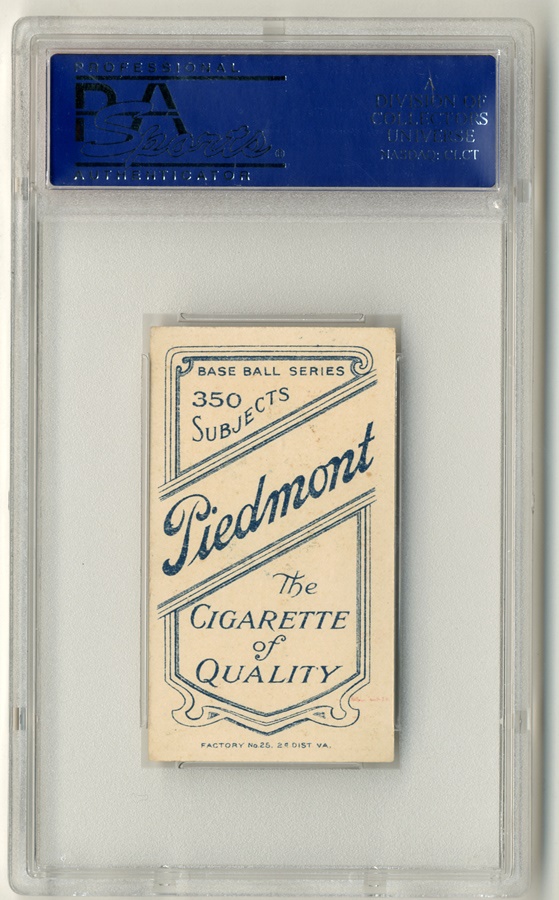 PROFESSIONAL
PSA
Sports®
AUTHENTICATOR
A
DIVISION OF
COLLECTORS
UNIVERSE
NASDAQ: CLCT
BASE BALL SERIES
350
SUBJECTS
Piedmont
The
CIGARETTE
of
QUALITY
FACTORY No 25. 2D DIST VA.